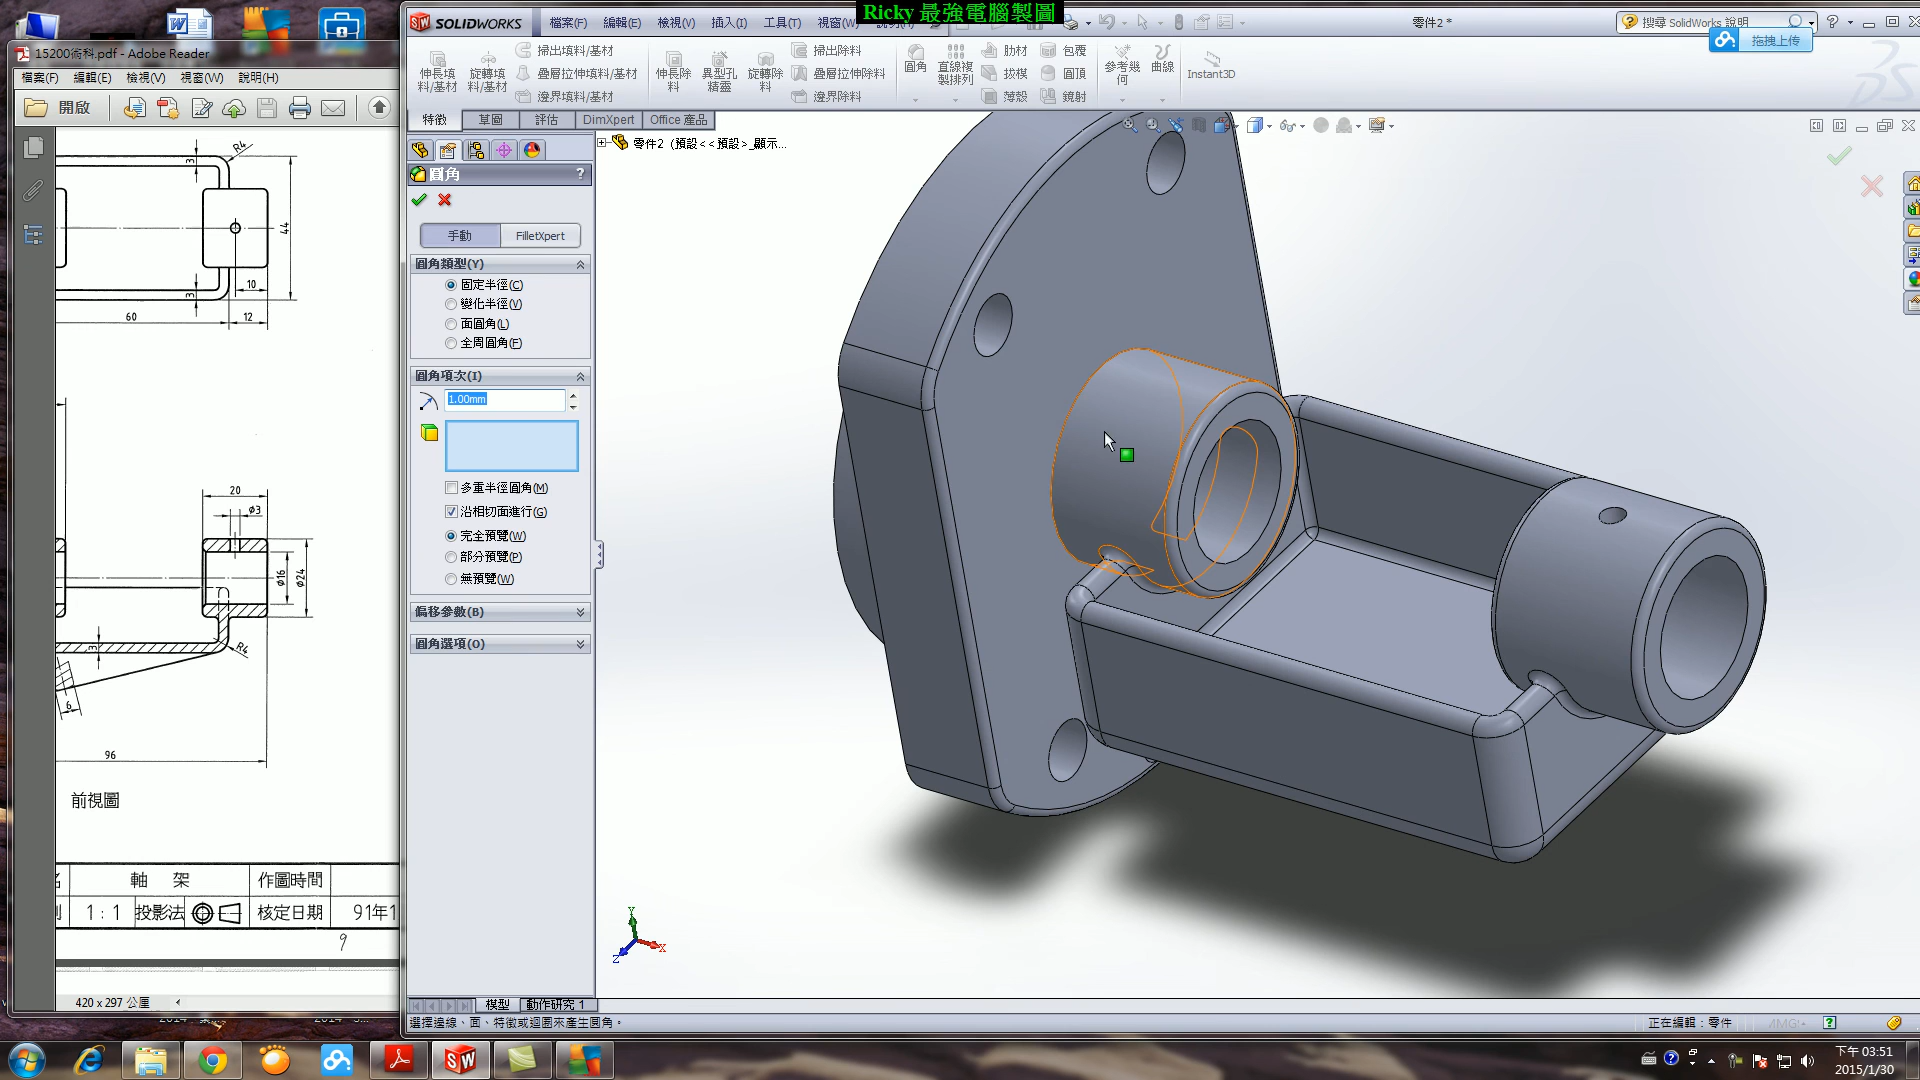 Ricky 最強電腦製圖
15200術科.pdf - Adobe Reader
檔案(F) 編輯(E) 檢視(V) 視窗(W) 說明(H)
開啟
3
R4
44
10
3
60
12
20
φ3
φ16
φ24
3
R4
6
96
前視圖
軸 架
作圖時間
1 : 1
投影法
核定日期
91年1
9
420 x 297 公厘
SOLIDWORKS
檔案(F) 編輯(E) 檢視(V) 插入(I) 工具(T) 視窗(W)
零件2 *
搜尋 SolidWorks 說明
拖拽上传
伸長填料/基材
旋轉填料/基材
掃出填料/基材
疊層拉伸填料/基材
邊界填料/基材
伸長除料
異型孔精靈
旋轉除料
掃出除料
疊層拉伸除料
邊界除料
圓角
直線複製排列
肋材
拔模
薄殼
包覆
圓頂
鏡射
參考幾何
曲線
Instant3D
特徵 草圖 評估 DimXpert Office 產品
零件2 (預設<<預設>_顯示...
圓角
?
手動
FilletXpert
圓角類型(Y)
固定半徑(C)
變化半徑(V)
面圓角(L)
全周圓角(F)
圓角項次(I)
1.00mm
多重半徑圓角(M)
沿相切面進行(G)
完全預覽(W)
部分預覽(P)
無預覽(W)
偏移參數(B)
圓角選項(O)
Y
X
Z
模型 動作研究 1
選擇邊線、面、特徵或迴圈來產生圓角。
正在編輯：零件
下午 03:51
2015/1/30